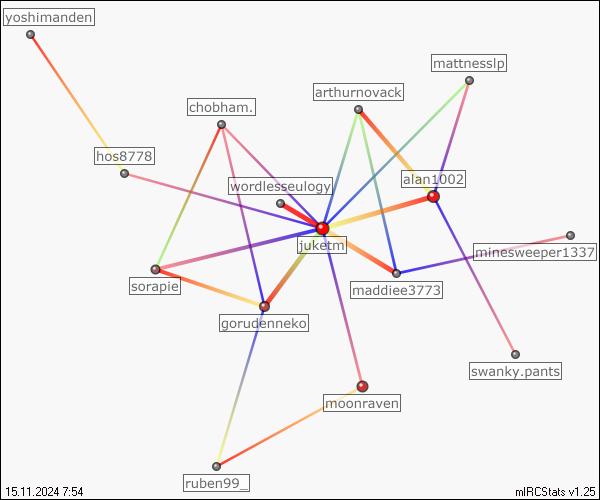 yoshimanden
mattnesslp
arthurnovack
chobham.
hos8778
alan1002
wordlesseulogy
juketm
minesweeper1337
sorapie
maddiee3773
gorudenneko
swanky.pants
moonraven
ruben99_
15.11.2024 7:54
mIRCStats v1.25